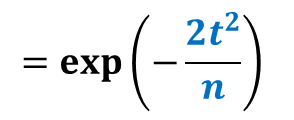 = exp(−2t²/n)